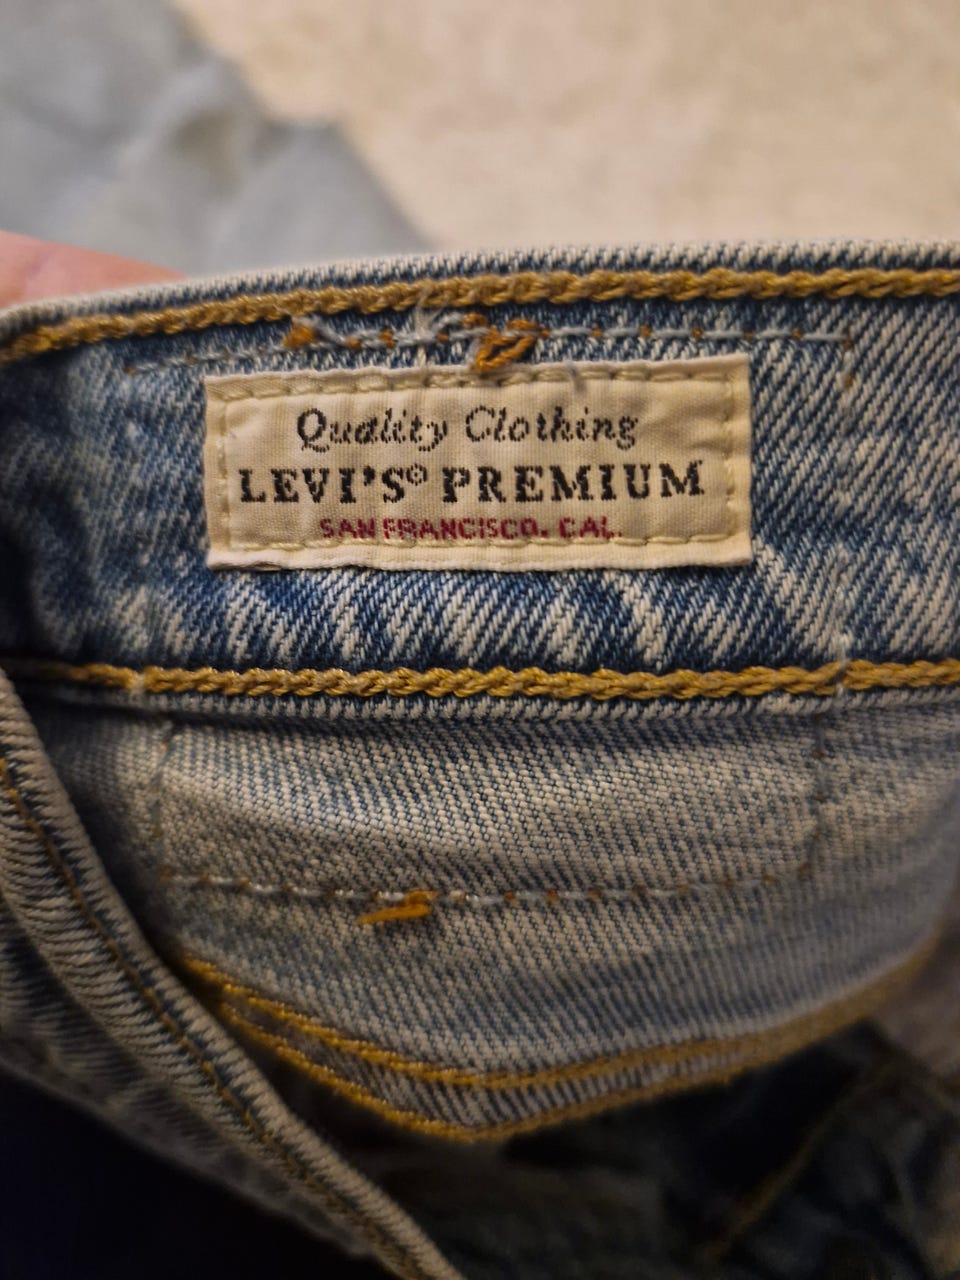 Quality Clothing
LEVI'S® PREMIUM
SAN FRANCISCO. CAL.